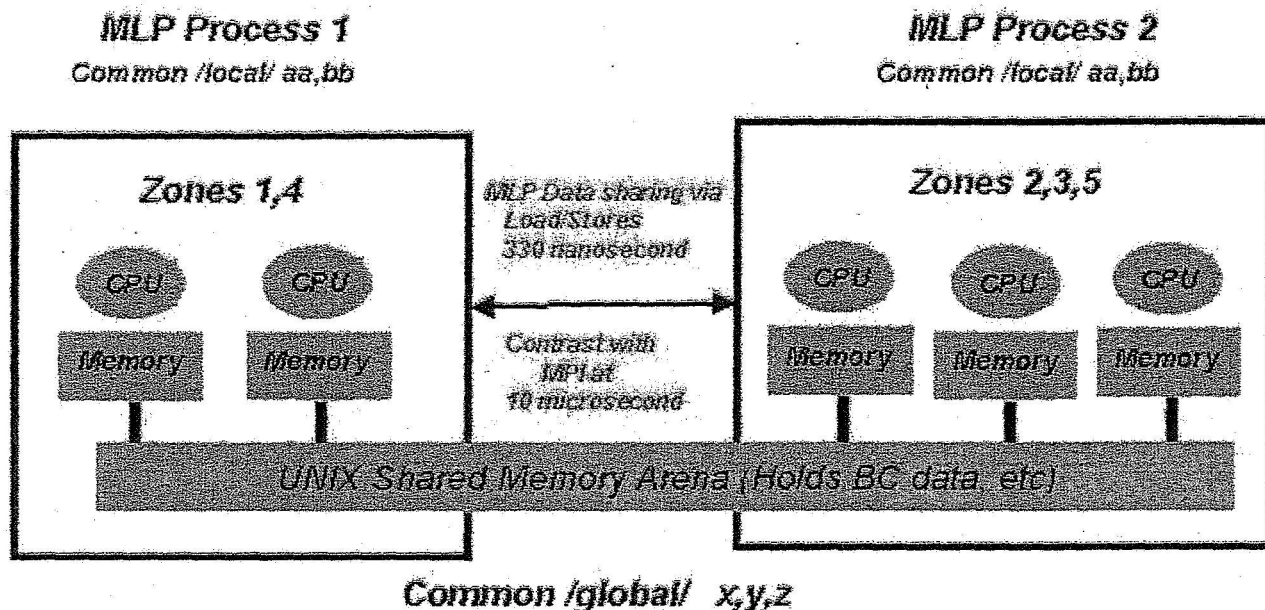 MLP Process 1
Common /local/ aa,bb
MLP Process 2
Common /local/ aa,bb
Zones 1,4
CPU
CPU
Memory
Memory
MLP Data sharing via
Load/Stores
330 nanosecond
Contrast with
MPI at
10 microsecond
Zones 2,3,5
CPU
CPU
CPU
Memory
Memory
Memory
UNIX Shared Memory Arena (Holds BC data, etc)
Common /global/ x,y,z